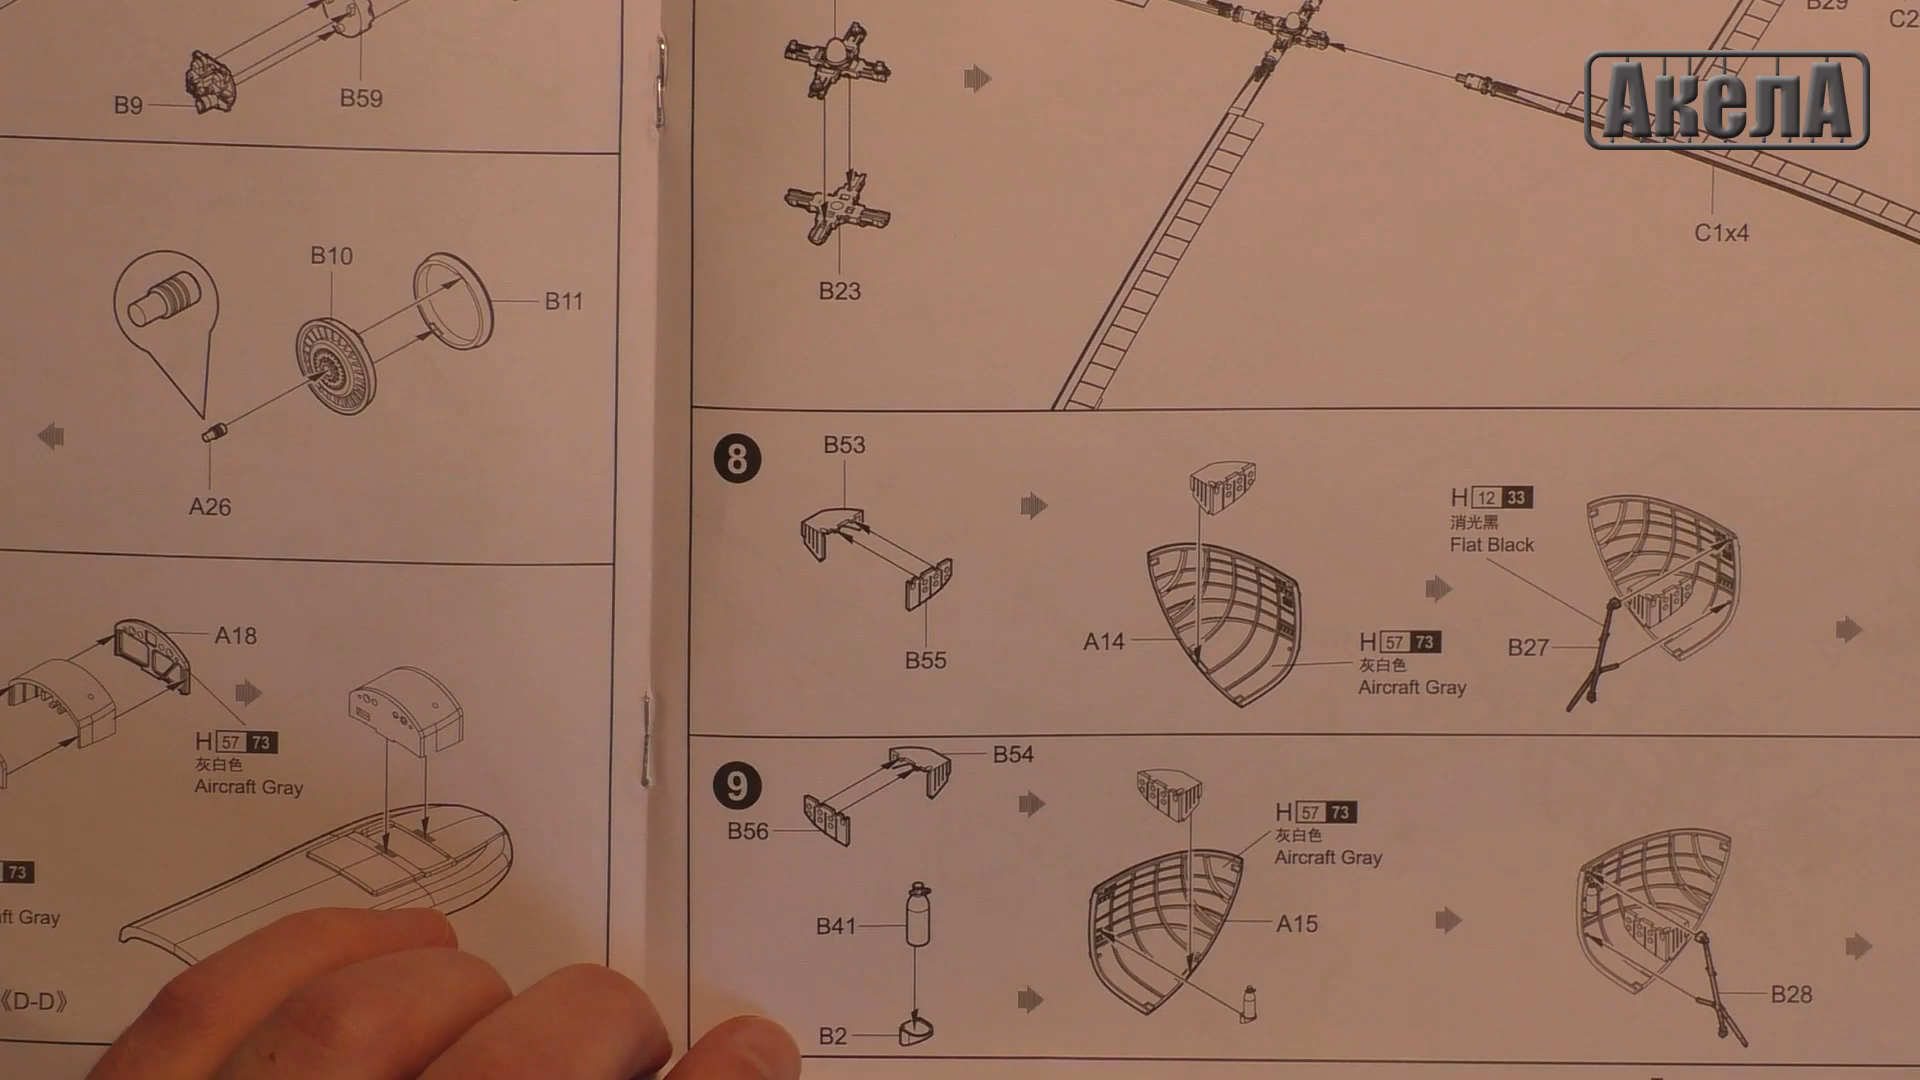 B9
B59
B10
B11
A26
A18
H 57 73
灰白色
Aircraft Gray
73
ft Gray
《D-D》
B29
C2
АкелА
C1x4
B23
8
B53
B55
A14
H 57 73
灰白色
Aircraft Gray
H 12 33
消光黑
Flat Black
B27
9
B54
B56
B41
B2
H 57 73
灰白色
Aircraft Gray
A15
B28